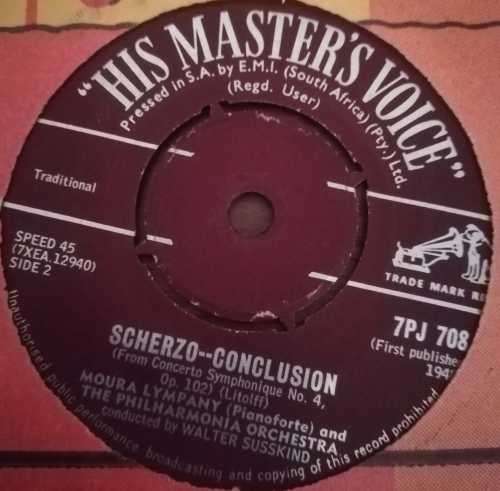 "HIS MASTER'S VOICE"
Pressed in S.A. by E.M.I. (South Africa) (Pty.) Ltd.
(Regd. User)
Traditional
SPEED 45
(7XEA.12940)
SIDE 2
TRADE MARK
7PJ 708
(First
SCHERZO--CONCLUSION
(From Concerto Symphonique No. 4,
Op. 102) (Litolff)
MOURA LYMPANY (Pianoforte) and
THE PHILHARMONIA ORCHESTRA
conducted by WALTER SUSSKIND
Unauthorised public performance, broadcasting and copying of this record prohibited